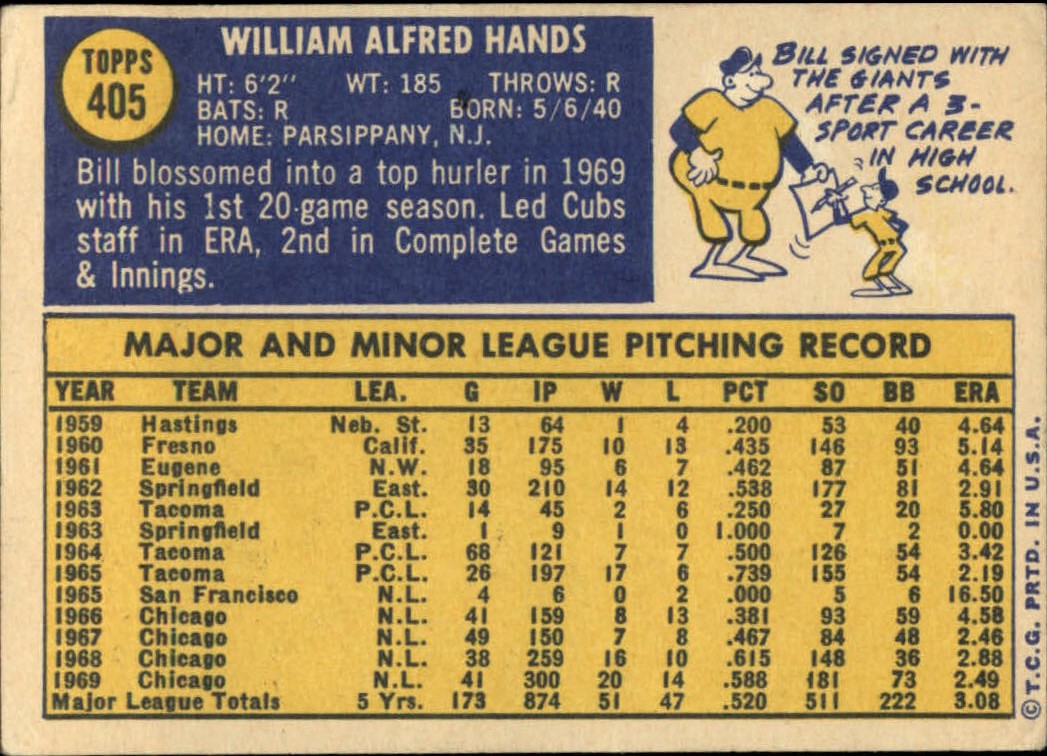 TOPPS
405
WILLIAM ALFRED HANDS
HT: 6'2" WT: 185 THROWS: R
BATS: R BORN: 5/6/40
HOME: PARSIPPANY, N.J.
Bill blossomed into a top hurler in 1969
with his 1st 20-game season. Led Cubs
staff in ERA, 2nd in Complete Games
& Innings.
BILL SIGNED WITH
THE GIANTS
AFTER A 3-
SPORT CAREER
IN HIGH
SCHOOL.
MAJOR AND MINOR LEAGUE PITCHING RECORD
YEAR TEAM LEA. G IP W L PCT SO BB ERA
1959 Hastings Neb. St. 13 64 1 4 .200 53 40 4.64
1960 Fresno Calif. 35 175 10 13 .435 146 93 5.14
1961 Eugene N.W. 18 95 6 7 .462 87 51 4.64
1962 Springfield East. 30 210 14 12 .538 177 81 2.91
1963 Tacoma P.C.L. 14 45 2 6 .250 27 20 5.80
1963 Springfield East. 1 9 1 0 1.000 7 2 0.00
1964 Tacoma P.C.L. 68 121 7 7 .500 126 54 3.42
1965 Tacoma P.C.L. 26 197 17 6 .739 155 54 2.19
1965 San Francisco N.L. 4 6 0 2 .000 5 6 16.50
1966 Chicago N.L. 41 159 8 13 .381 93 59 4.58
1967 Chicago N.L. 49 150 7 8 .467 84 48 2.46
1968 Chicago N.L. 38 259 16 10 .615 148 36 2.88
1969 Chicago N.L. 41 300 20 14 .588 181 73 2.49
Major League Totals 5 Yrs. 173 874 51 47 .520 511 222 3.08
© T.C.G. PRTD. IN U.S.A.